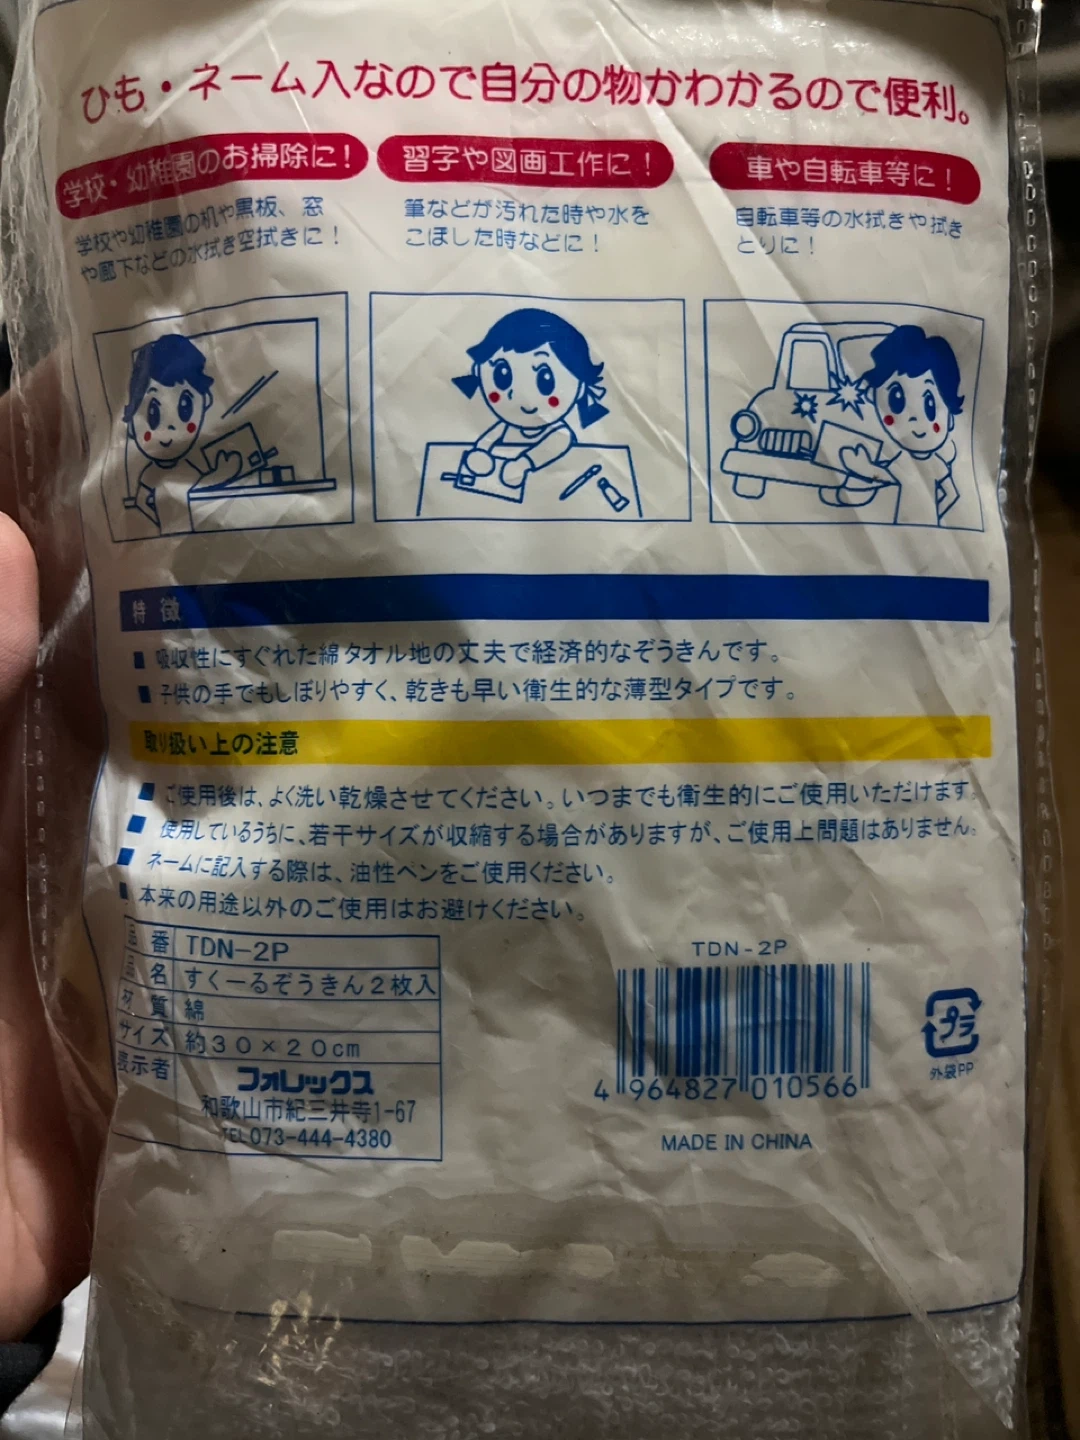 ひも・ネーム入なので自分の物がわかるので便利。
学校・幼稚園のお掃除に！
学校や幼稚園の机や黒板、窓
や廊下などの水拭き空拭きに！
習字や図画工作に！
筆などが汚れた時や水を
こぼした時などに！
車や自転車等に！
自転車等の水拭きや拭き
とりに！
特徴
■ 吸収性にすぐれた綿タオル地の丈夫で経済的なぞうきんです。
■ 子供の手でもしぼりやすく、乾きも早い衛生的な薄型タイプです。
取り扱い上の注意
■ ご使用後は、よく洗い乾燥させてください。いつまでも衛生的にご使用いただけます。
■ 使用しているうちに、若干サイズが収縮する場合がありますが、ご使用上問題はありません。
■ ネームに記入する際は、油性ペンをご使用ください。
■ 本来の用途以外のご使用はお避けください。
品番 TDN-2P
品名 すくーるぞうきん2枚入
材質 綿
サイズ 約30×20cm
表示者 フォレックス
和歌山市紀三井寺1-67
TEL 073-444-4380
TDN-2P
4 964827 010566
MADE IN CHINA
プラ
外袋PP